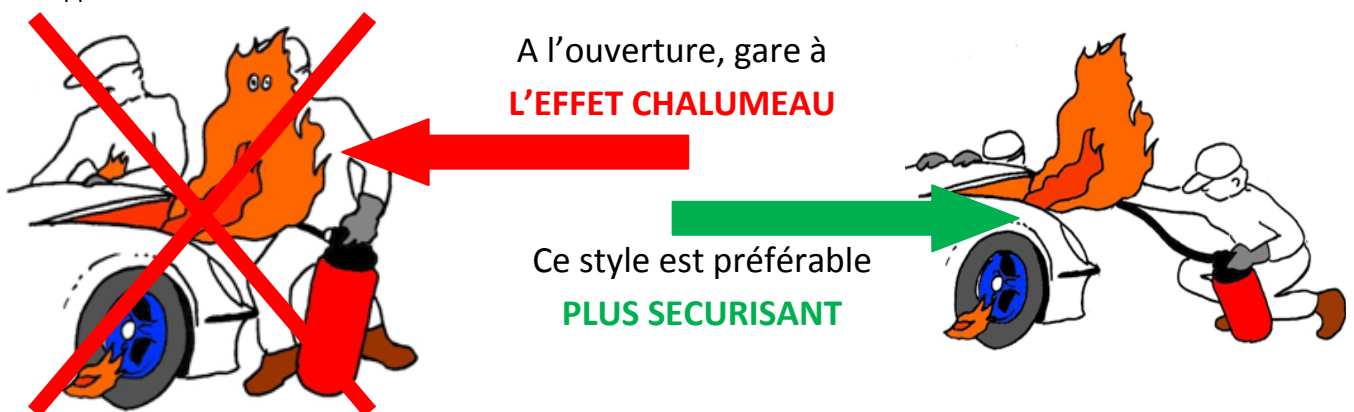 A l'ouverture, gare à
L'EFFET CHALUMEAU
Ce style est préférable
PLUS SECURISANT